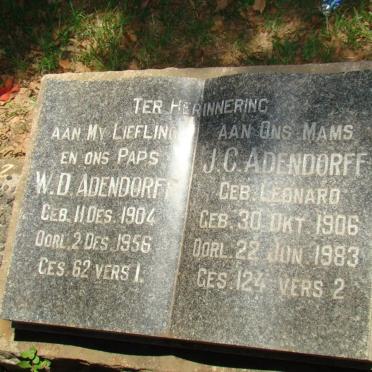 TER HERINNERING
AAN MY LIEFLING
EN ONS PAPS
W.D. ADENDORFF
GEB. 11 DES. 1904
OORL. 2 DES. 1956
GES. 62 VERS 1.
AAN ONS MAMS
J.C. ADENDORFF
GEB. LEONARD
GEB. 30 OKT. 1906
OORL. 22 JUN. 1983
GES. 124 VERS 2